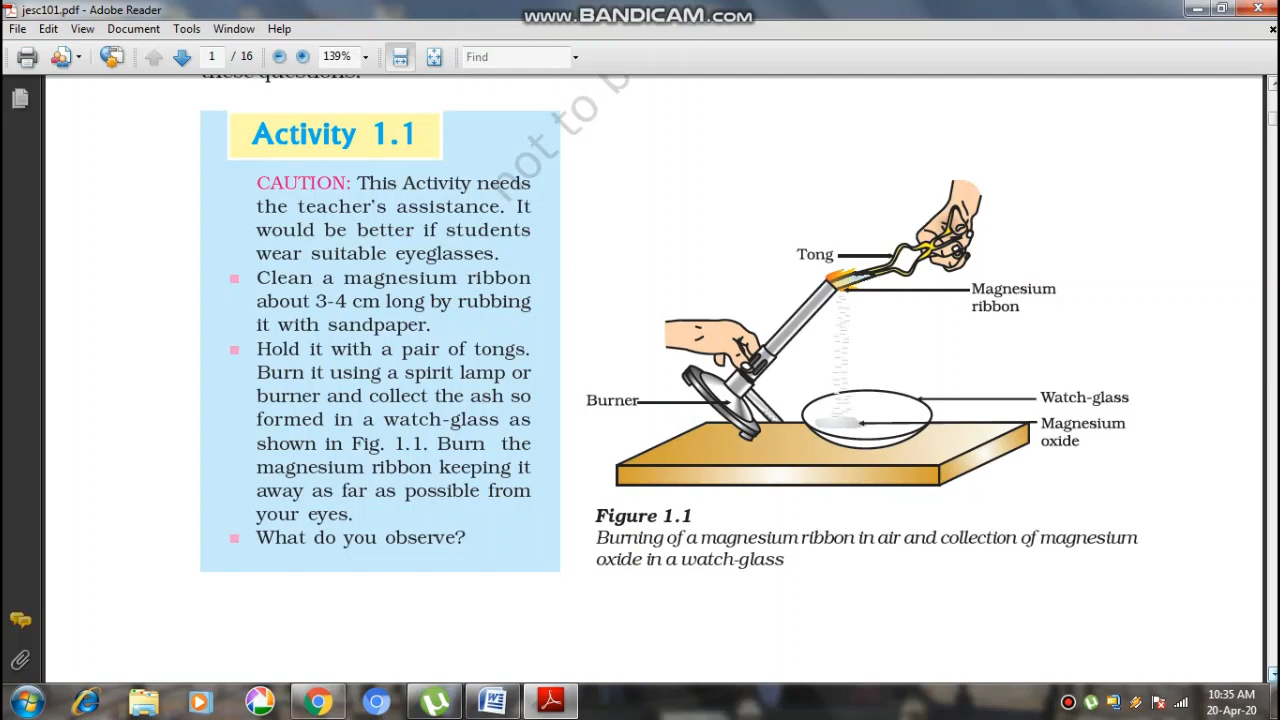 jesc101.pdf - Adobe Reader
www.BANDICAM.com
File Edit View Document Tools Window Help
1 / 16 139% Find
these questions.
not to b
Activity 1.1
CAUTION: This Activity needs
the teacher's assistance. It
would be better if students
wear suitable eyeglasses.
Clean a magnesium ribbon
about 3-4 cm long by rubbing
it with sandpaper.
Hold it with a pair of tongs.
Burn it using a spirit lamp or
burner and collect the ash so
formed in a watch-glass as
shown in Fig. 1.1. Burn the
magnesium ribbon keeping it
away as far as possible from
your eyes.
What do you observe?
Tong
Magnesium
ribbon
Burner
Watch-glass
Magnesium
oxide
Figure 1.1
Burning of a magnesium ribbon in air and collection of magnesium
oxide in a watch-glass
10:35 AM
20-Apr-20